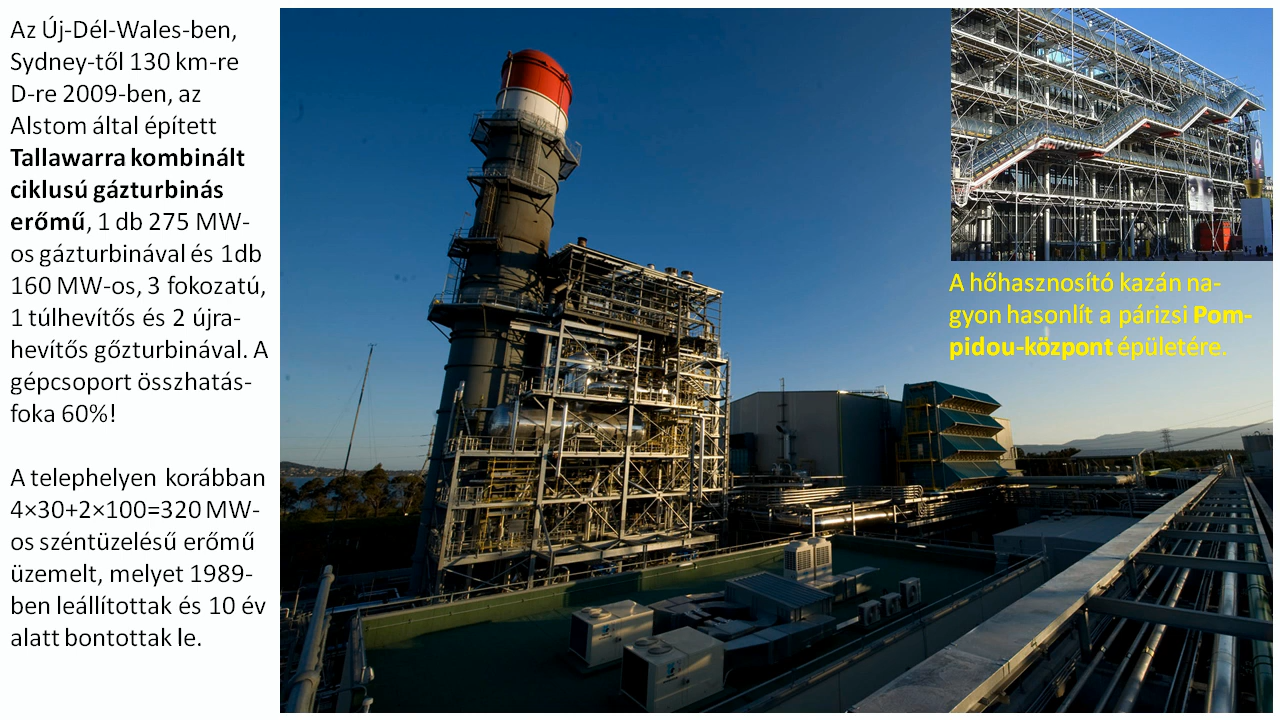 Az Új-Dél-Wales-ben,
Sydney-től 130 km-re
D-re 2009-ben, az
Alstom által épített
Tallawarra kombinált
ciklusú gázturbinás
erőmű, 1 db 275 MW-
os gázturbinával és 1db
160 MW-os, 3 fokozatú,
1 túlhevítős és 2 újra-
hevítős gőzturbinával. A
gépcsoport összhatás-
foka 60%!
A telephelyen korábban
4×30+2×100=320 MW-
os széntüzelésű erőmű
üzemelt, melyet 1989-
ben leállítottak és 10 év
alatt bontottak le.
A hőhasznosító kazán na-
gyon hasonlít a párizsi Pom-
pidou-központ épületére.